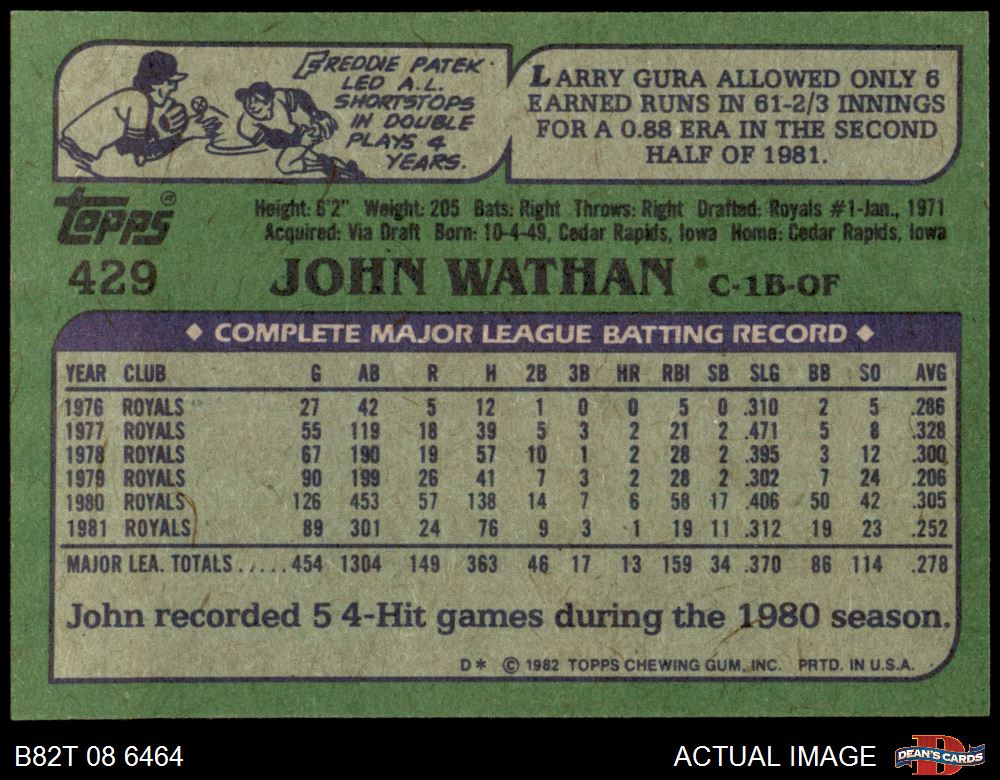 FREDDIE PATEK
LED A.L.
SHORTSTOPS
IN DOUBLE
PLAYS 4
YEARS.
LARRY GURA ALLOWED ONLY 6
EARNED RUNS IN 61-2/3 INNINGS
FOR A 0.88 ERA IN THE SECOND
HALF OF 1981.
topps®
Height: 6'2" Weight: 205 Bats: Right Throws: Right Drafted: Royals #1-Jan., 1971
Acquired: Via Draft Born: 10-4-49, Cedar Rapids, Iowa Home: Cedar Rapids, Iowa
429 JOHN WATHAN C-1B-OF
◆ COMPLETE MAJOR LEAGUE BATTING RECORD ◆
YEAR CLUB G AB R H 2B 3B HR RBI SB SLG BB SO AVG
1976 ROYALS 27 42 5 12 1 0 0 5 0 .310 2 5 .286
1977 ROYALS 55 119 18 39 5 3 2 21 2 .471 5 8 .328
1978 ROYALS 67 190 19 57 10 1 2 28 2 .395 3 12 .300
1979 ROYALS 90 199 26 41 7 3 2 28 2 .302 7 24 .206
1980 ROYALS 126 453 57 138 14 7 6 58 17 .406 50 42 .305
1981 ROYALS 89 301 24 76 9 3 1 19 11 .312 19 23 .252
MAJOR LEA. TOTALS.....454 1304 149 363 46 17 13 159 34 .370 86 114 .278
John recorded 5 4-Hit games during the 1980 season.
D* © 1982 TOPPS CHEWING GUM, INC. PRTD. IN U.S.A.
B82T 08 6464
ACTUAL IMAGE
DEAN'S CARDS